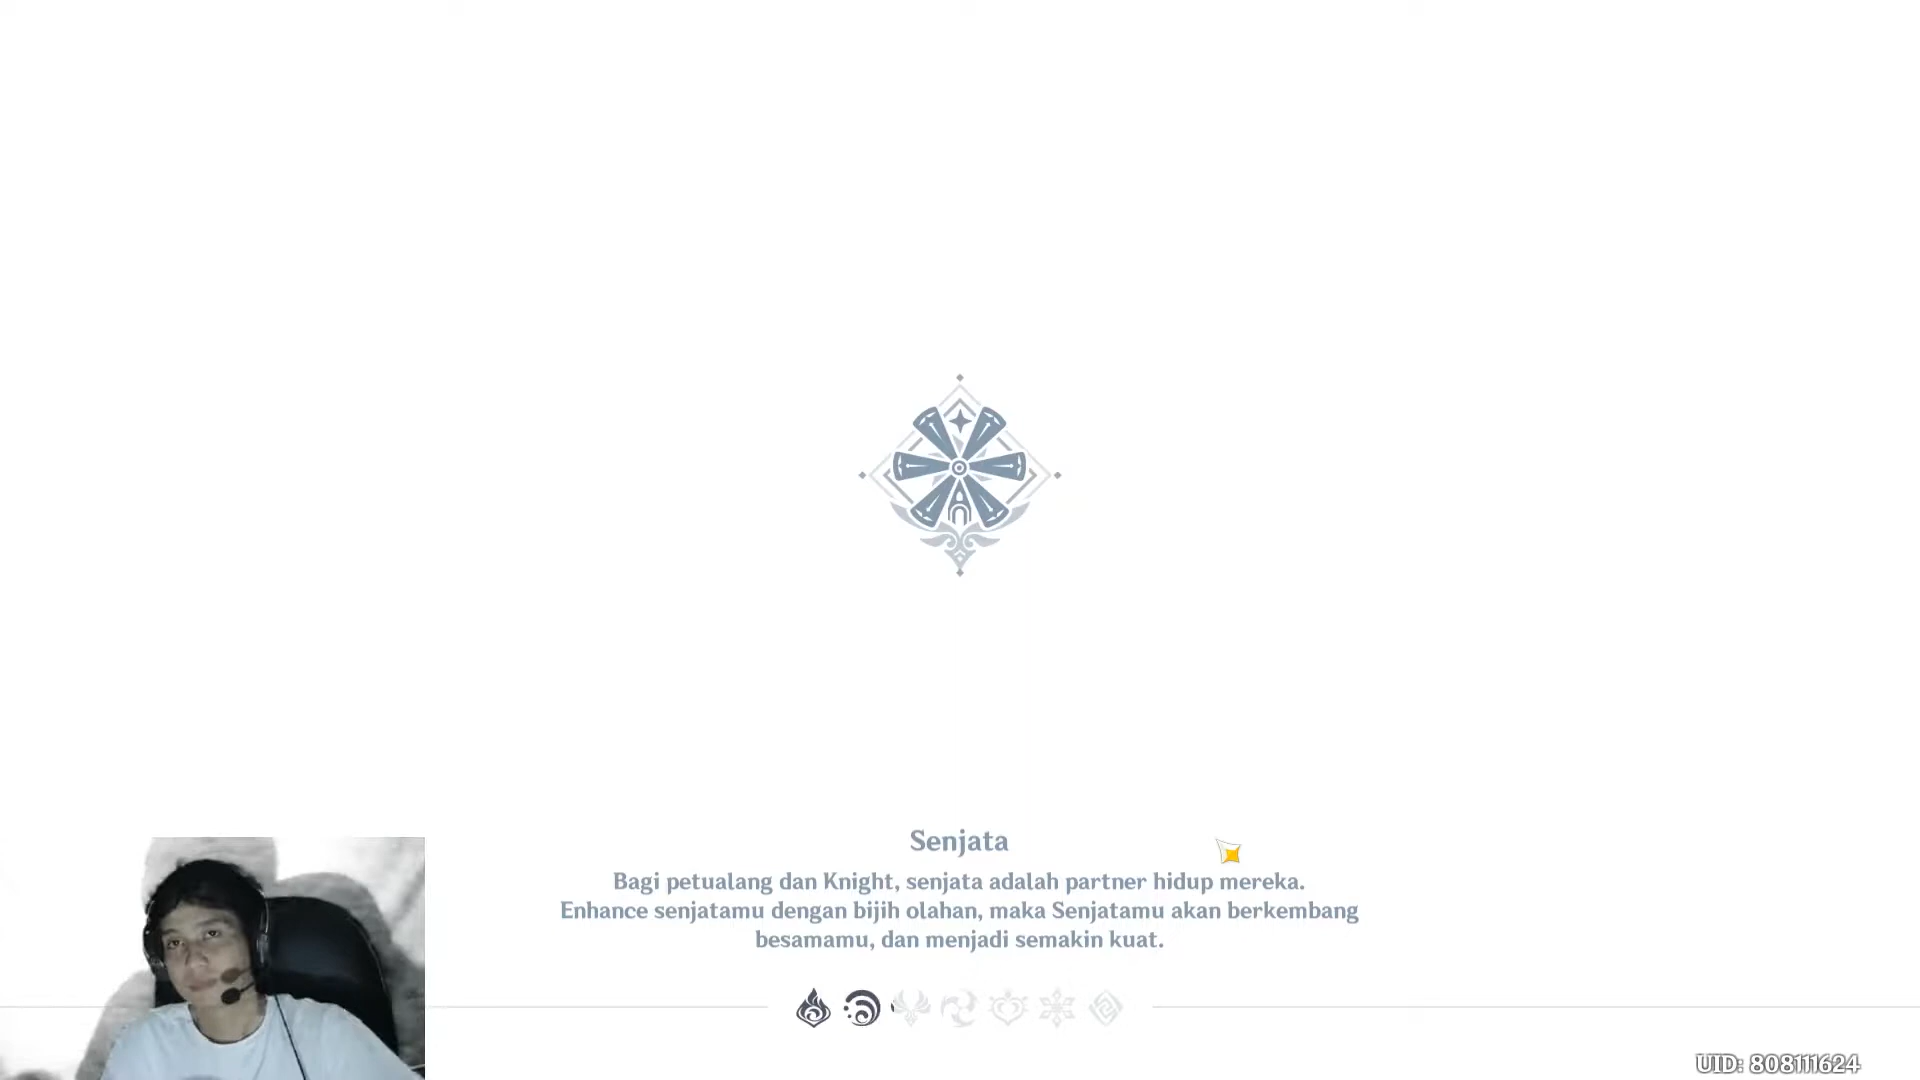 Senjata
Bagi petualang dan Knight, senjata adalah partner hidup mereka.
Enhance senjatamu dengan bijih olahan, maka Senjatamu akan berkembang
besamamu, dan menjadi semakin kuat.
UID: 808111624